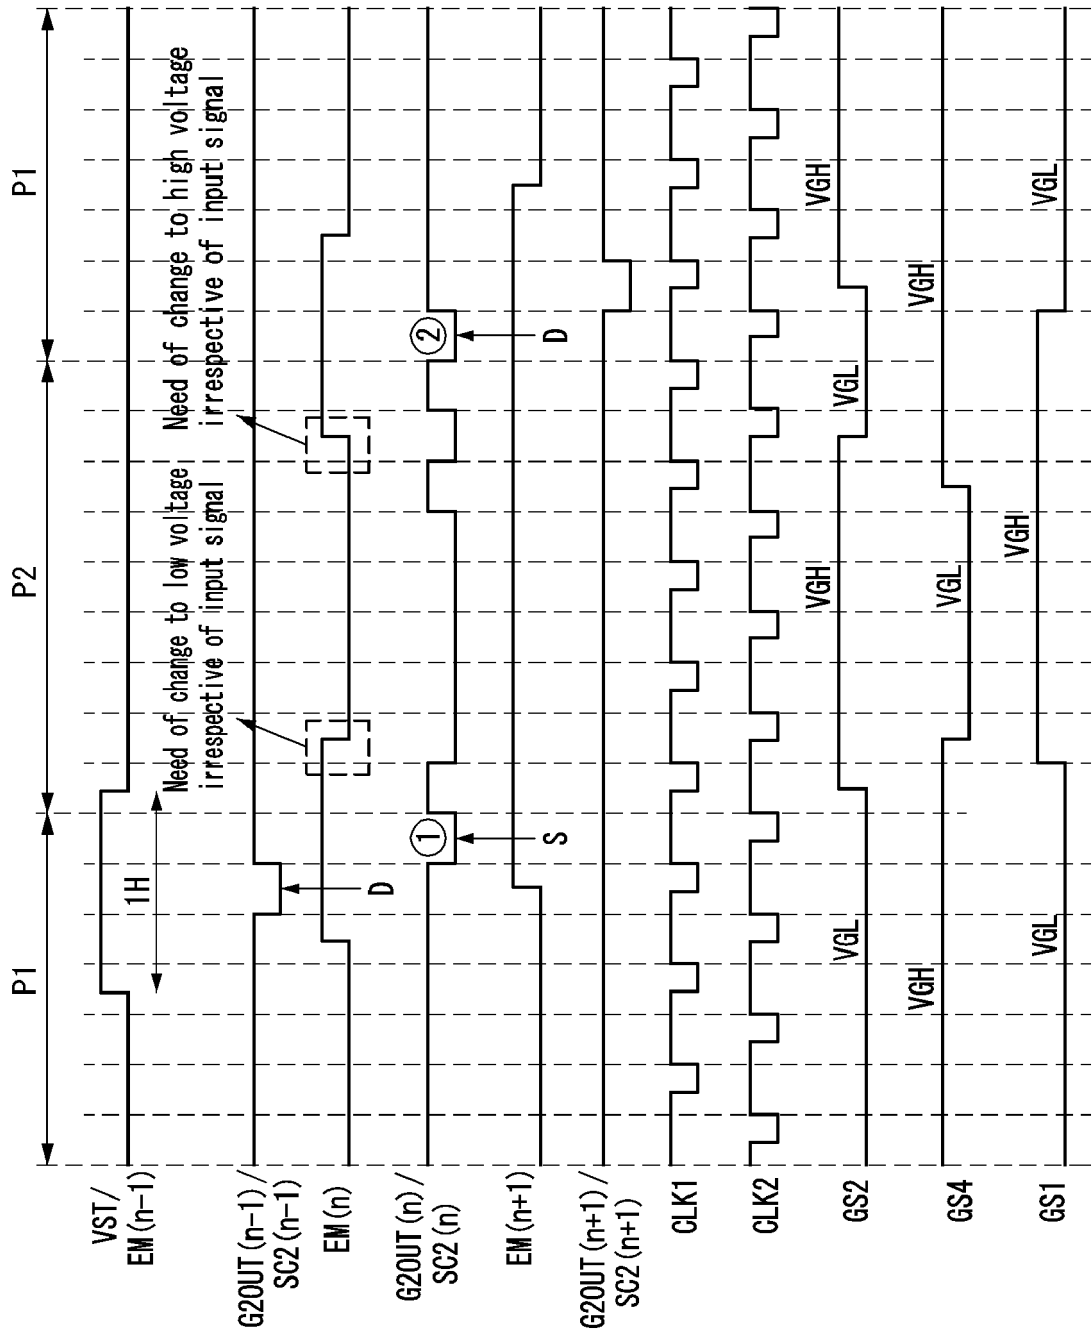 P1
P2
P1
VST/
EM(n-1)
1H
Need of change to low voltage
irrespective of input signal
Need of change to high voltage
irrespective of input signal
G2OUT(n-1)/
SC2(n-1)
D
EM(n)
G2OUT(n)/
SC2(n)
①
S
②
D
EM(n+1)
G2OUT(n+1)/
SC2(n+1)
CLK1
CLK2
GS2
VGL
VGH
VGL
VGH
GS4
VGH
VGL
VGH
GS1
VGL
VGH
VGL